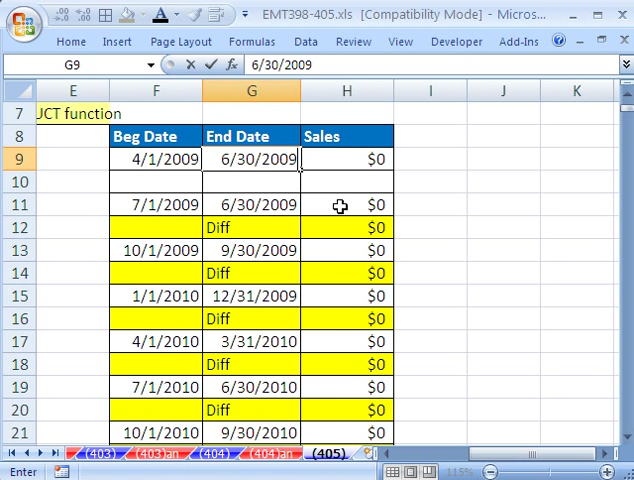 EMT398-405.xls [Compatibility Mode] - Micros...
Home Insert Page Layout Formulas Data Review View Developer Add-Ins
G9 fx 6/30/2009
E F G H I J K
7 JCT function
8 Beg Date End Date Sales
9 4/1/2009 6/30/2009 $0
10
11 7/1/2009 6/30/2009 $0
12 Diff $0
13 10/1/2009 9/30/2009 $0
14 Diff $0
15 1/1/2010 12/31/2009 $0
16 Diff $0
17 4/1/2010 3/31/2010 $0
18 Diff $0
19 7/1/2010 6/30/2010 $0
20 Diff $0
21 10/1/2010 9/30/2010 $0
(403) (403)an (404) (404)an (405)
Enter 115%